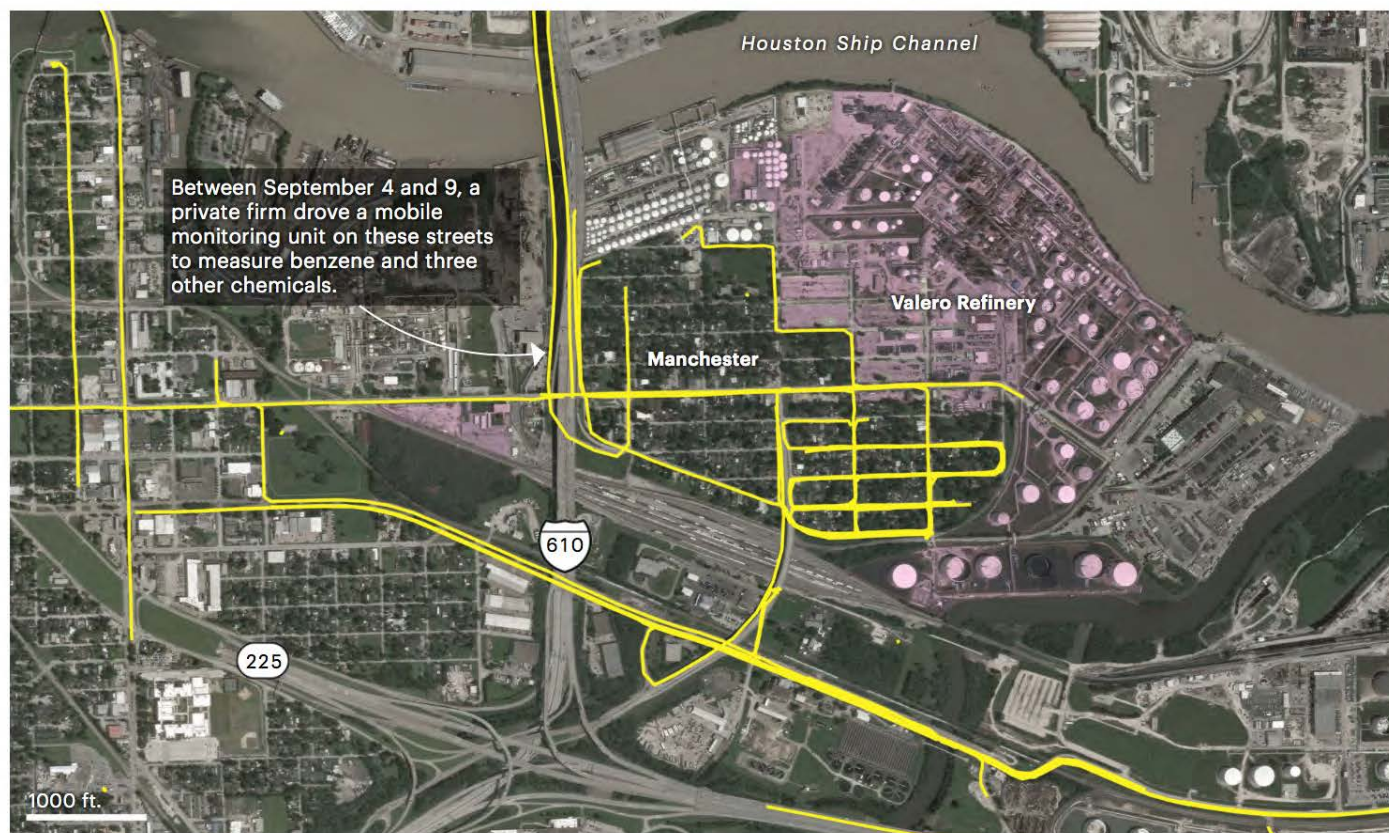 Houston Ship Channel
Between September 4 and 9, a
private firm drove a mobile
monitoring unit on these streets
to measure benzene and three
other chemicals.
Valero Refinery
Manchester
610
225
1000 ft.